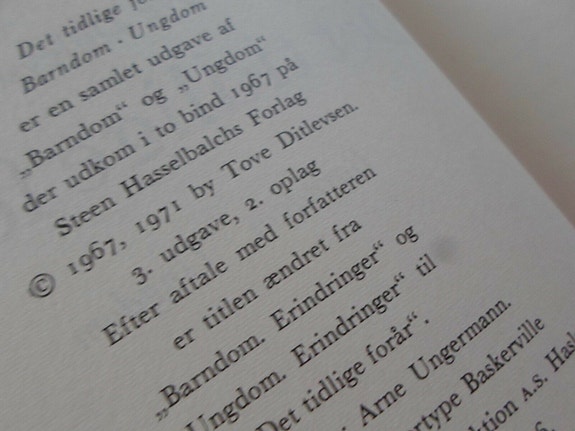 Det tidlige
Barndom · Ungdom
er en samlet udgave af
„Barndom“ og „Ungdom“
der udkom i to bind 1967 på
Steen Hasselbalchs Forlag
© 1967, 1971 by Tove Ditlevsen.
3. udgave, 2. oplag
Efter aftale med forfatteren
er titlen ændret fra
„Barndom. Erindringer“ og
Ungdom. Erindringer“ til
Det tidlige forår“.
Arne Ungermann.
rtype Baskerville
ktion A.S. Has